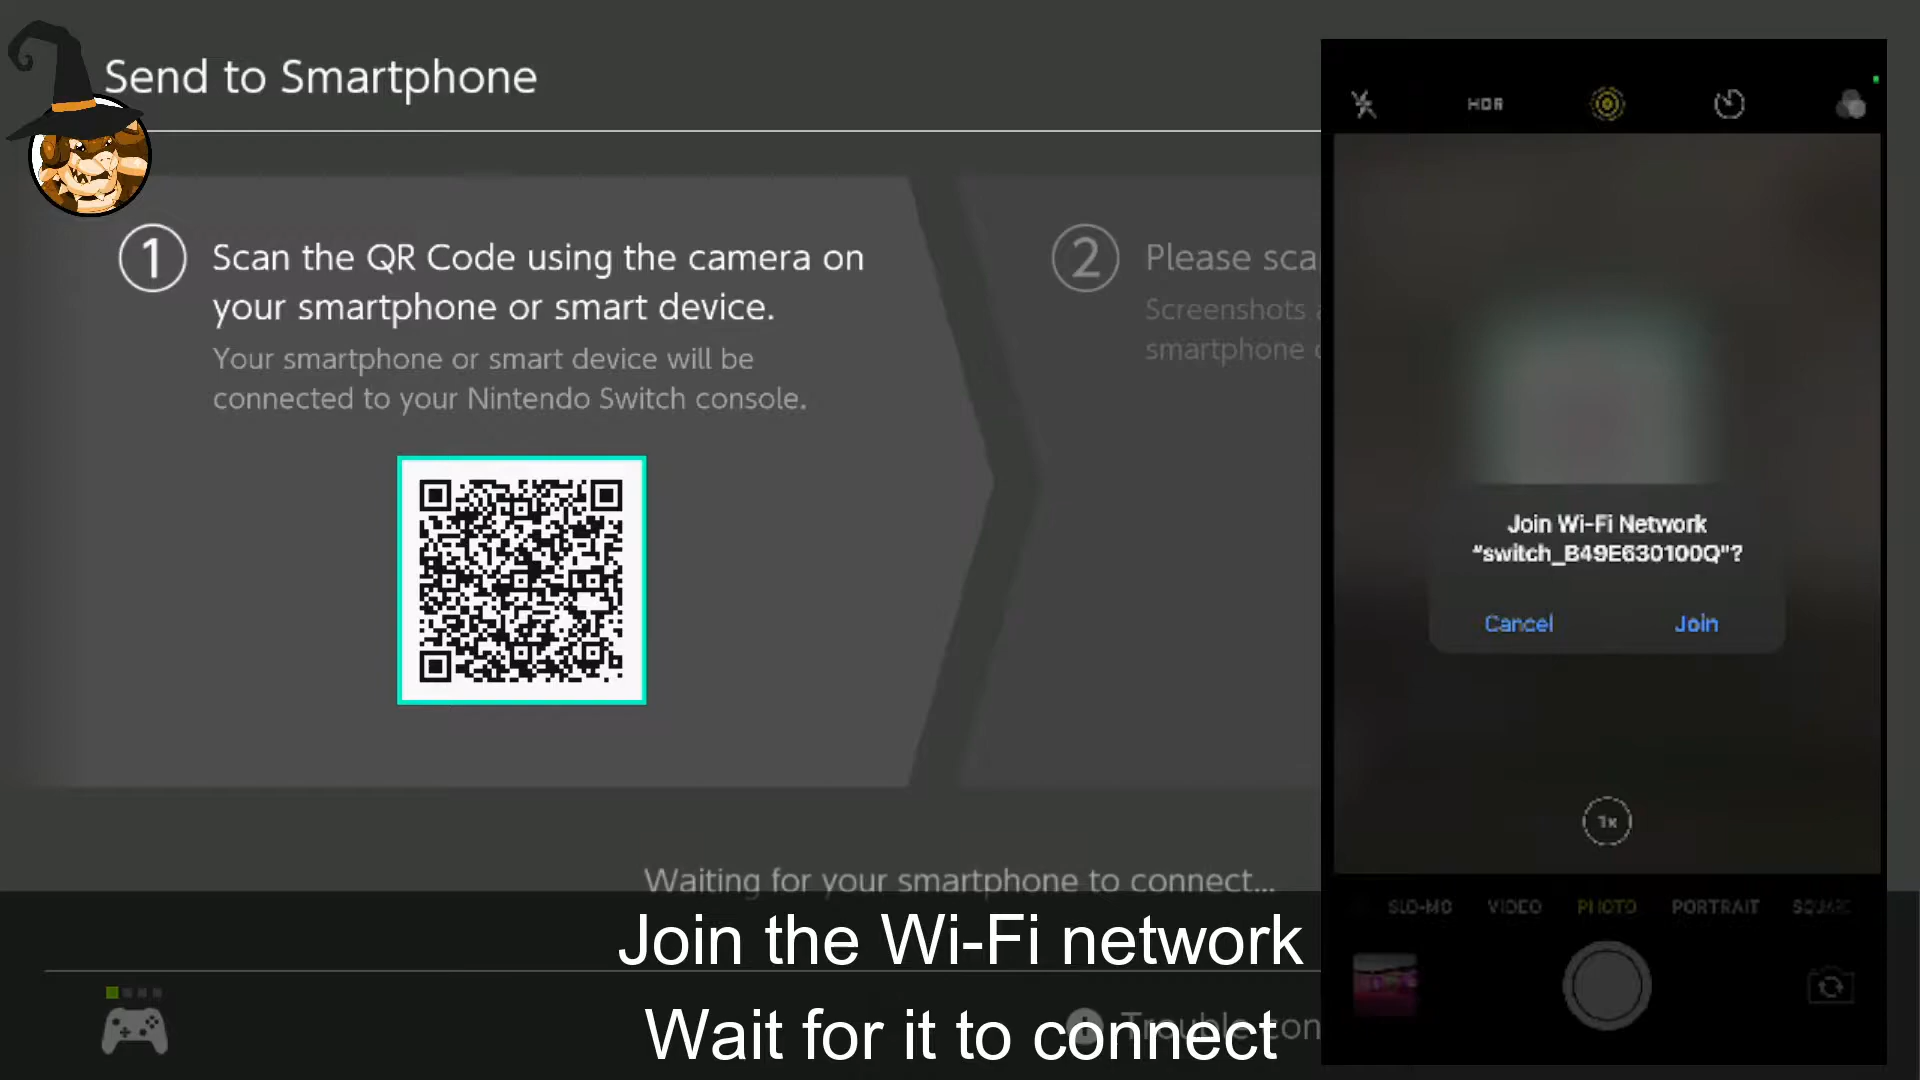 Send to Smartphone
1
Scan the QR Code using the camera on
your smartphone or smart device.
Your smartphone or smart device will be
connected to your Nintendo Switch console.
2
Please sca
Screenshots
smartphone
HDR
Join Wi-Fi Network
“switch_B49E630100Q”?
Cancel
Join
1x
SLO-MO
VIDEO
PHOTO
PORTRAIT
SQUARE
Waiting for your smartphone to connect...
Join the Wi-Fi network
Trouble con
Wait for it to connect